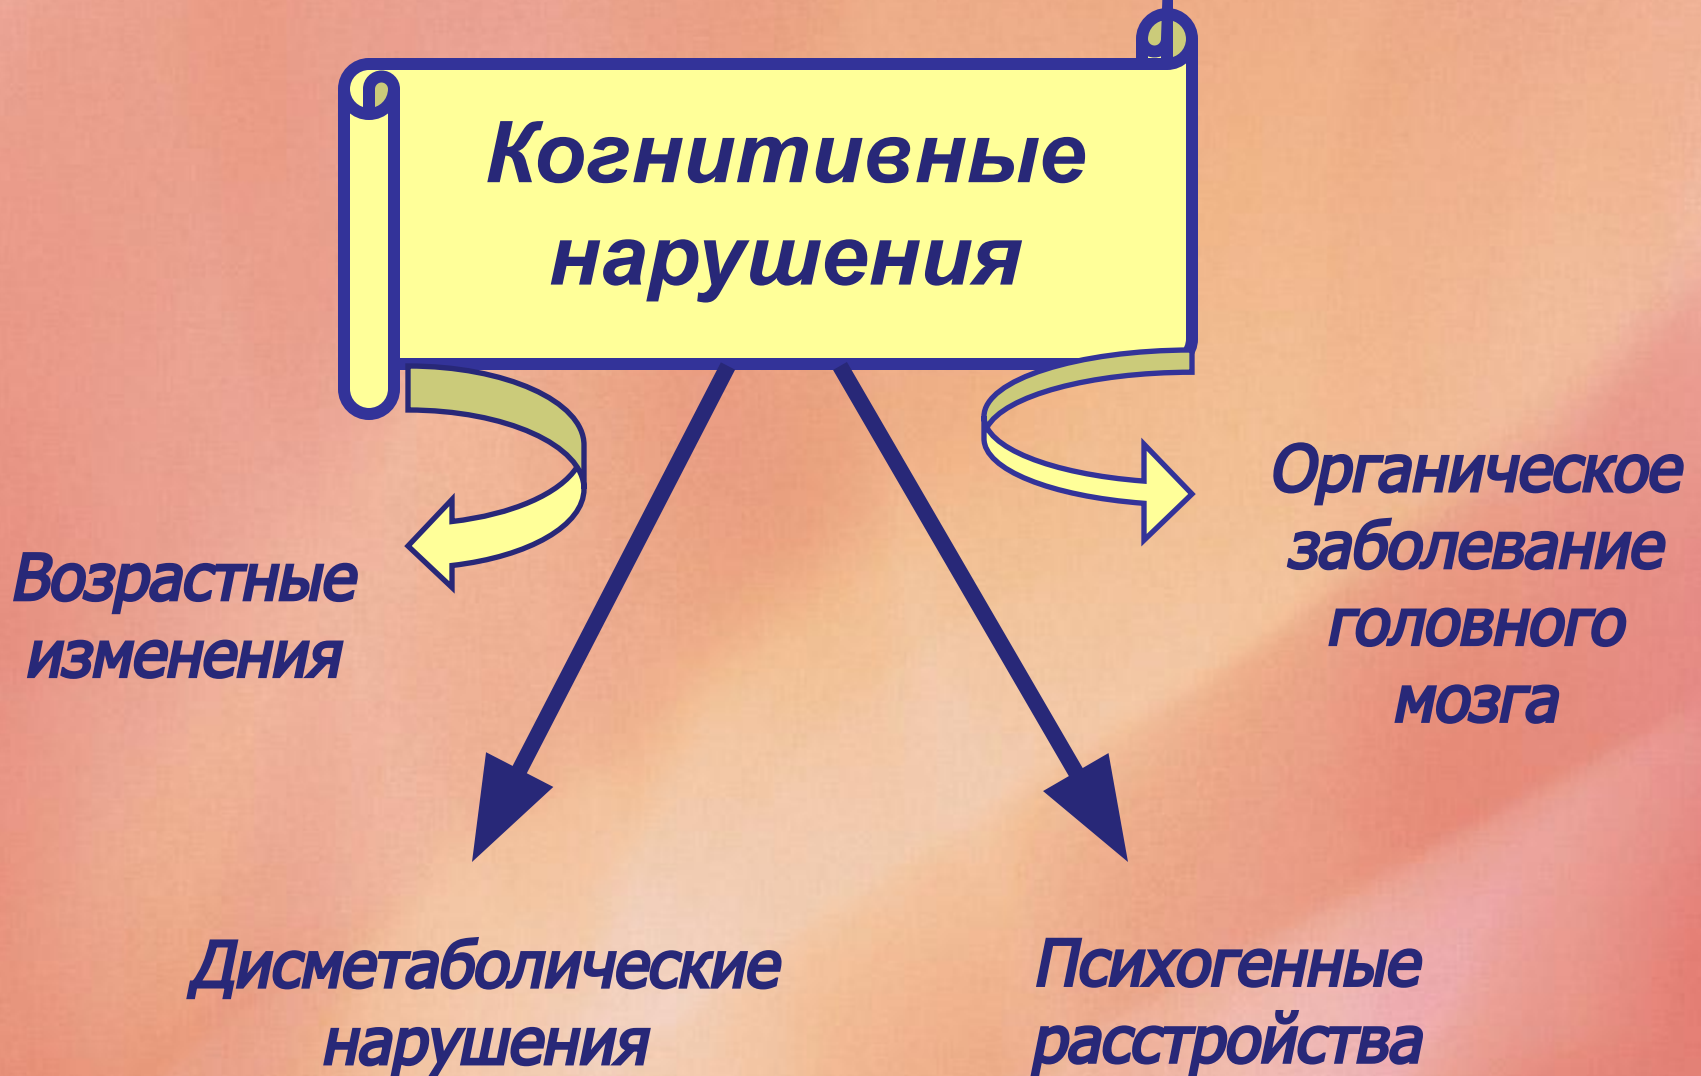 Когнитивные
нарушения
Возрастные
изменения
Органическое
заболевание
головного
мозга
Дисметаболические
нарушения
Психогенные
расстройства